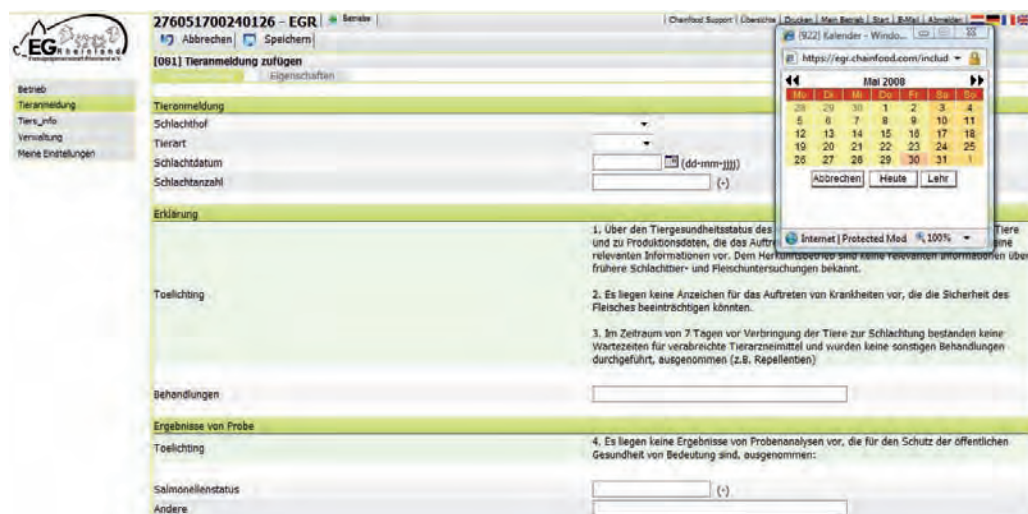 276051700240126 - EGR Betriebe
| Chainfood Support | Übersichte | Drucken | Mein Betrieb | Start | E-Mail | Abmelden |
Abbrechen Speichern
C. EG Rheinland
[081] Tieranmeldung zufügen
Eigenschaften
Betrieb
Tieranmeldung
Tiers_info
Verwaltung
Meine Einstellungen
Tieronmeldung
Schlachthof
Tierart
Schlachtdatum (dd-mm-jjjj)
Schlachtanzahl (-)
Erklärung
1. Über den Tiergesundheitsstatus des Tiere
und zu Produktionsdaten, die das Auftre eine
relevanten Informationen vor. Dem Herkunftsbetrieb sind keine relevanten Informationen über
frühere Schlachttier- und Fleischuntersuchungen bekannt.
Toelichting
2. Es liegen keine Anzeichen für das Auftreten von Krankheiten vor, die die Sicherheit des
Fleisches beeinträchtigen könnten.
3. Im Zeitraum von 7 Tagen vor Verbringung der Tiere zur Schlachtung bestanden keine
Wartezeiten für verabreichte Tierarzneimittel und wurden keine sonstigen Behandlungen
durchgeführt, ausgenommen (z.B. Repellentien)
Behandlungen
Ergebnisse von Probe
Toelichting
4. Es liegen keine Ergebnisse von Probenanalysen vor, die für den Schutz der öffentlichen
Gesundheit von Bedeutung sind, ausgenommen:
Salmonellenstatus (-)
Andere
[922] Kalender - Windo...
https://egr.chainfood.com/includ
Mai 2008
Mo Di Mi Do Fr Sa So
28 29 30 1 2 3 4
5 6 7 8 9 10 11
12 13 14 15 16 17 18
19 20 21 22 23 24 25
26 27 28 29 30 31 1
Abbrechen Heute Lehr
Internet | Protected Mod 100%